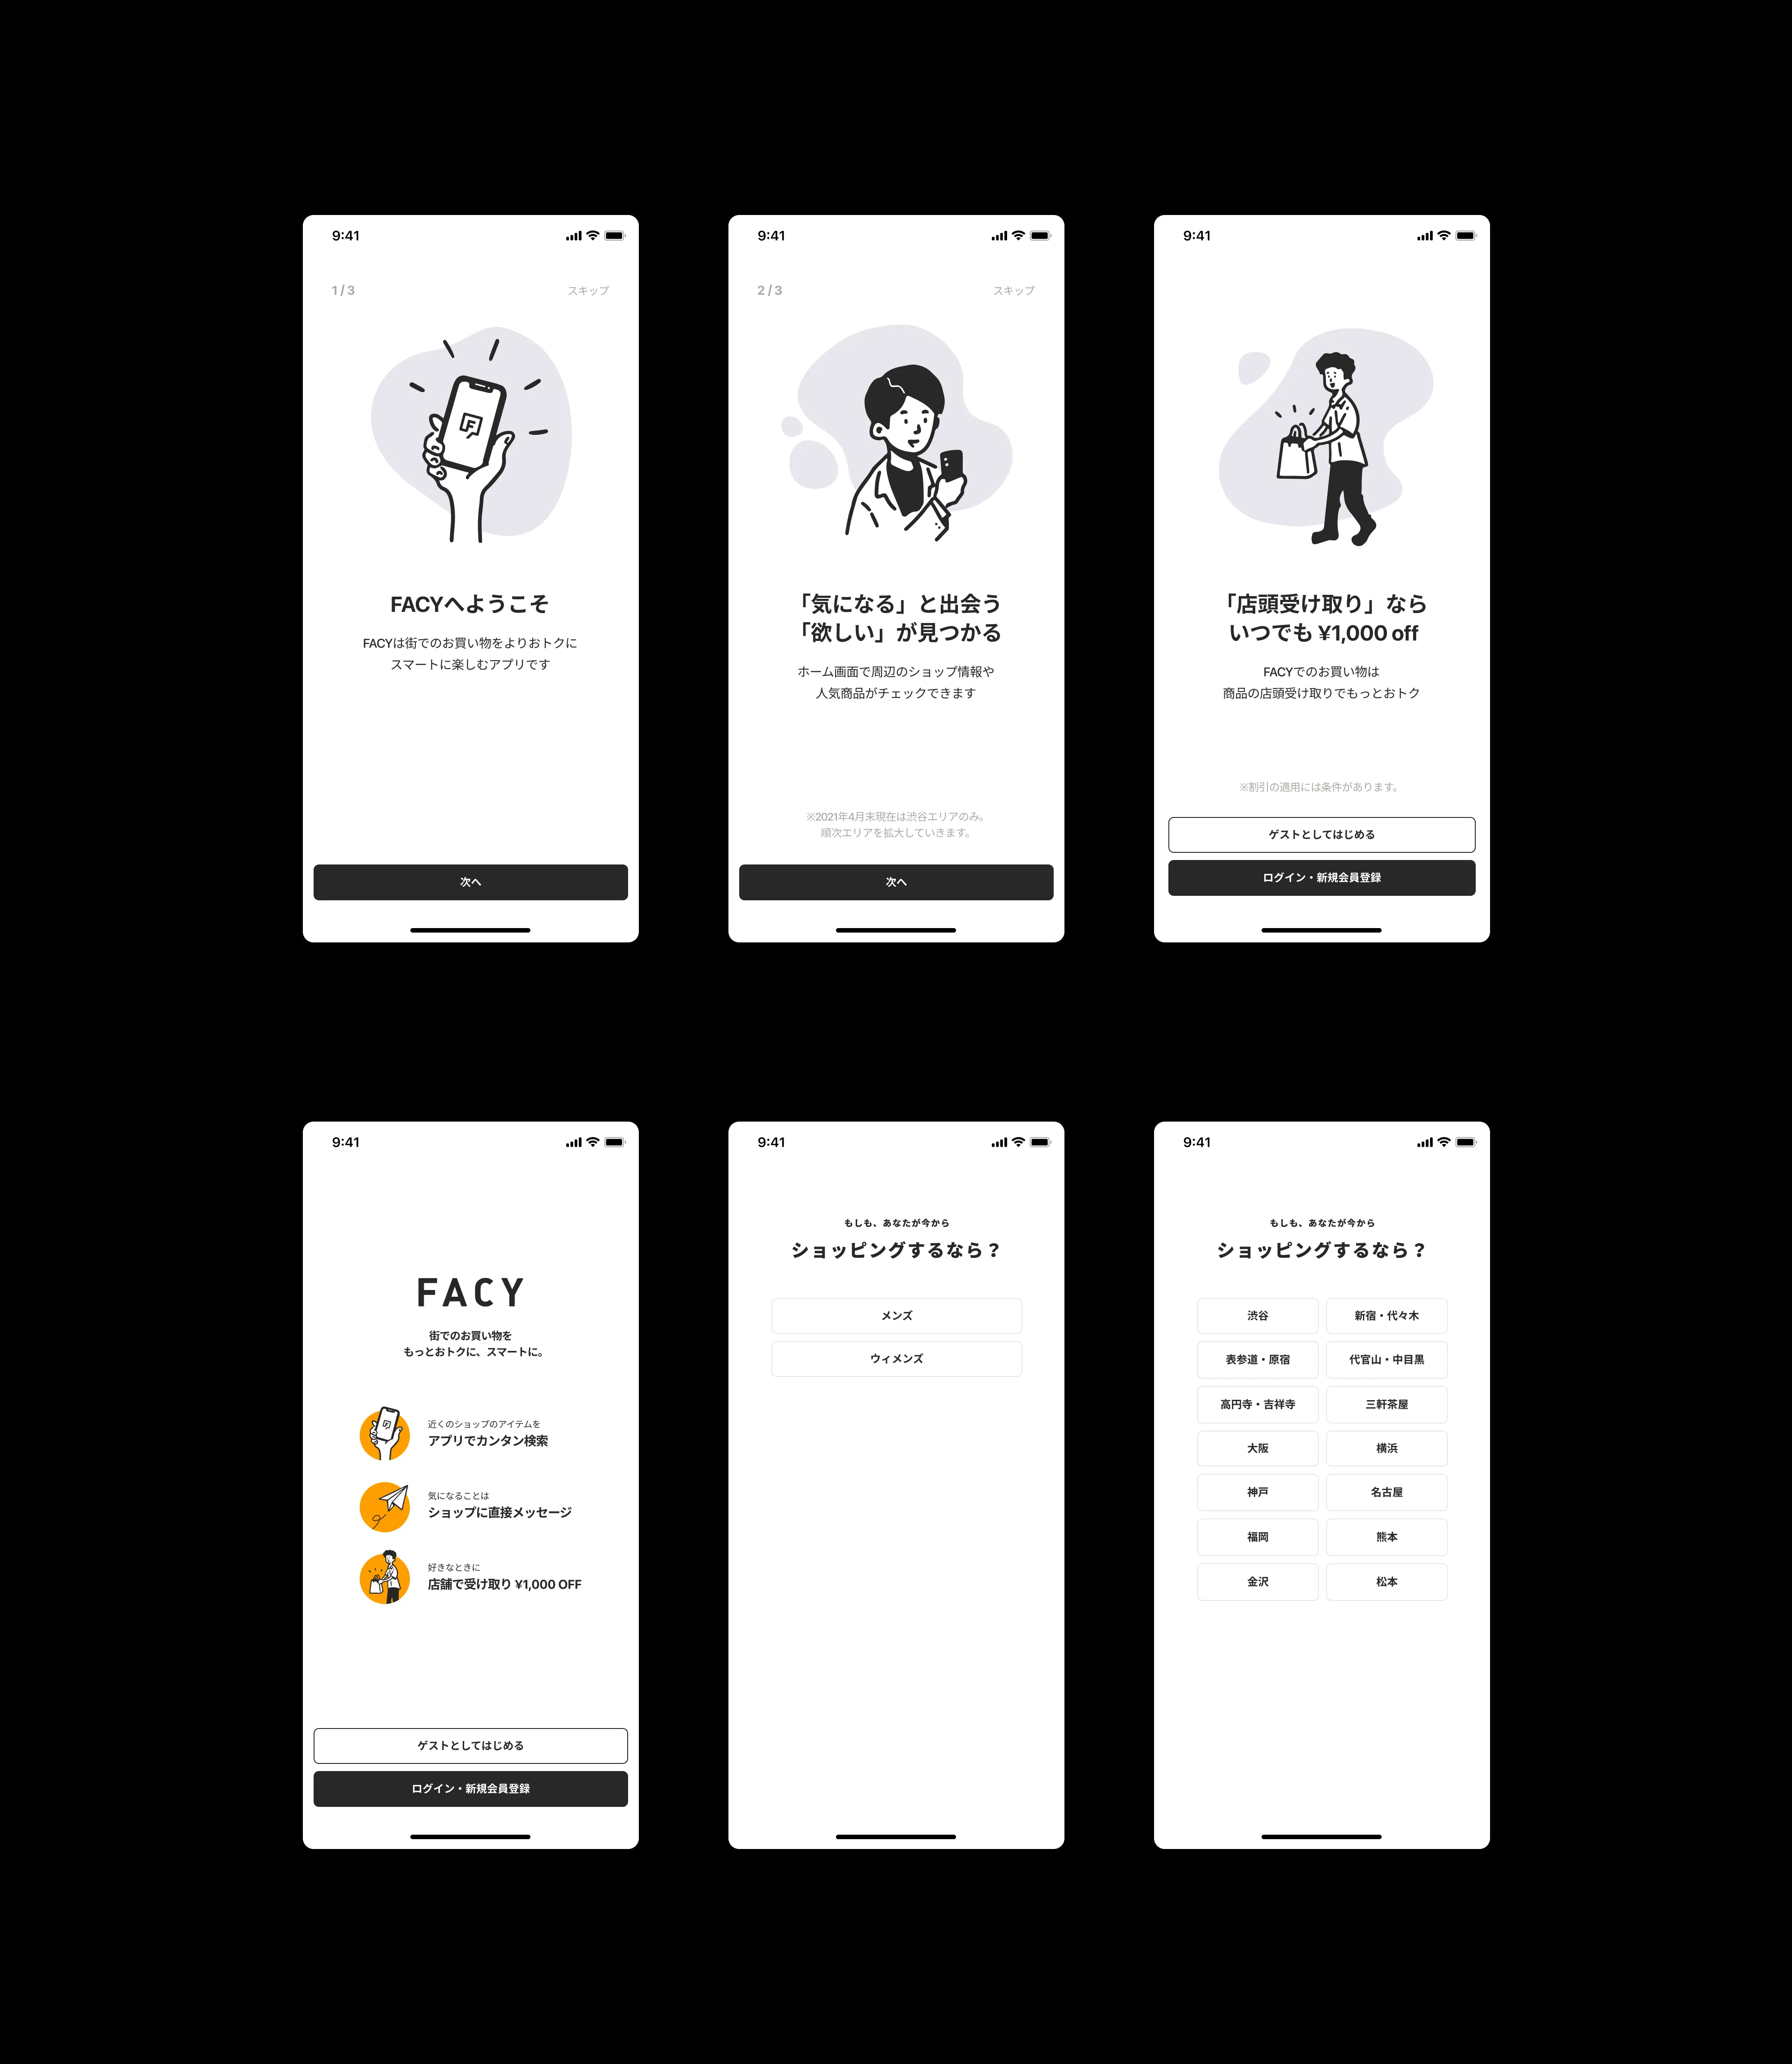 9:41
1 / 3
スキップ
FACYへようこそ
FACYは街でのお買い物をよりおトクに
スマートに楽しむアプリです
次へ
9:41
2 / 3
スキップ
「気になる」と出会う
「欲しい」が見つかる
ホーム画面で周辺のショップ情報や
人気商品がチェックできます
※2021年4月末現在は渋谷エリアのみ。
順次エリアを拡大していきます。
次へ
9:41
「店頭受け取り」なら
いつでも ¥1,000 off
FACYでのお買い物は
商品の店頭受け取りでもっとおトク
※割引の適用には条件があります。
ゲストとしてはじめる
ログイン・新規会員登録
9:41
FACY
街でのお買い物を
もっとおトクに、スマートに。
近くのショップのアイテムを
アプリでカンタン検索
気になることは
ショップに直接メッセージ
好きなときに
店舗で受け取り ¥1,000 OFF
ゲストとしてはじめる
ログイン・新規会員登録
9:41
もしも、あなたが今から
ショッピングするなら？
メンズ
ウィメンズ
9:41
もしも、あなたが今から
ショッピングするなら？
渋谷
新宿・代々木
表参道・原宿
代官山・中目黒
高円寺・吉祥寺
三軒茶屋
大阪
横浜
神戸
名古屋
福岡
熊本
金沢
松本